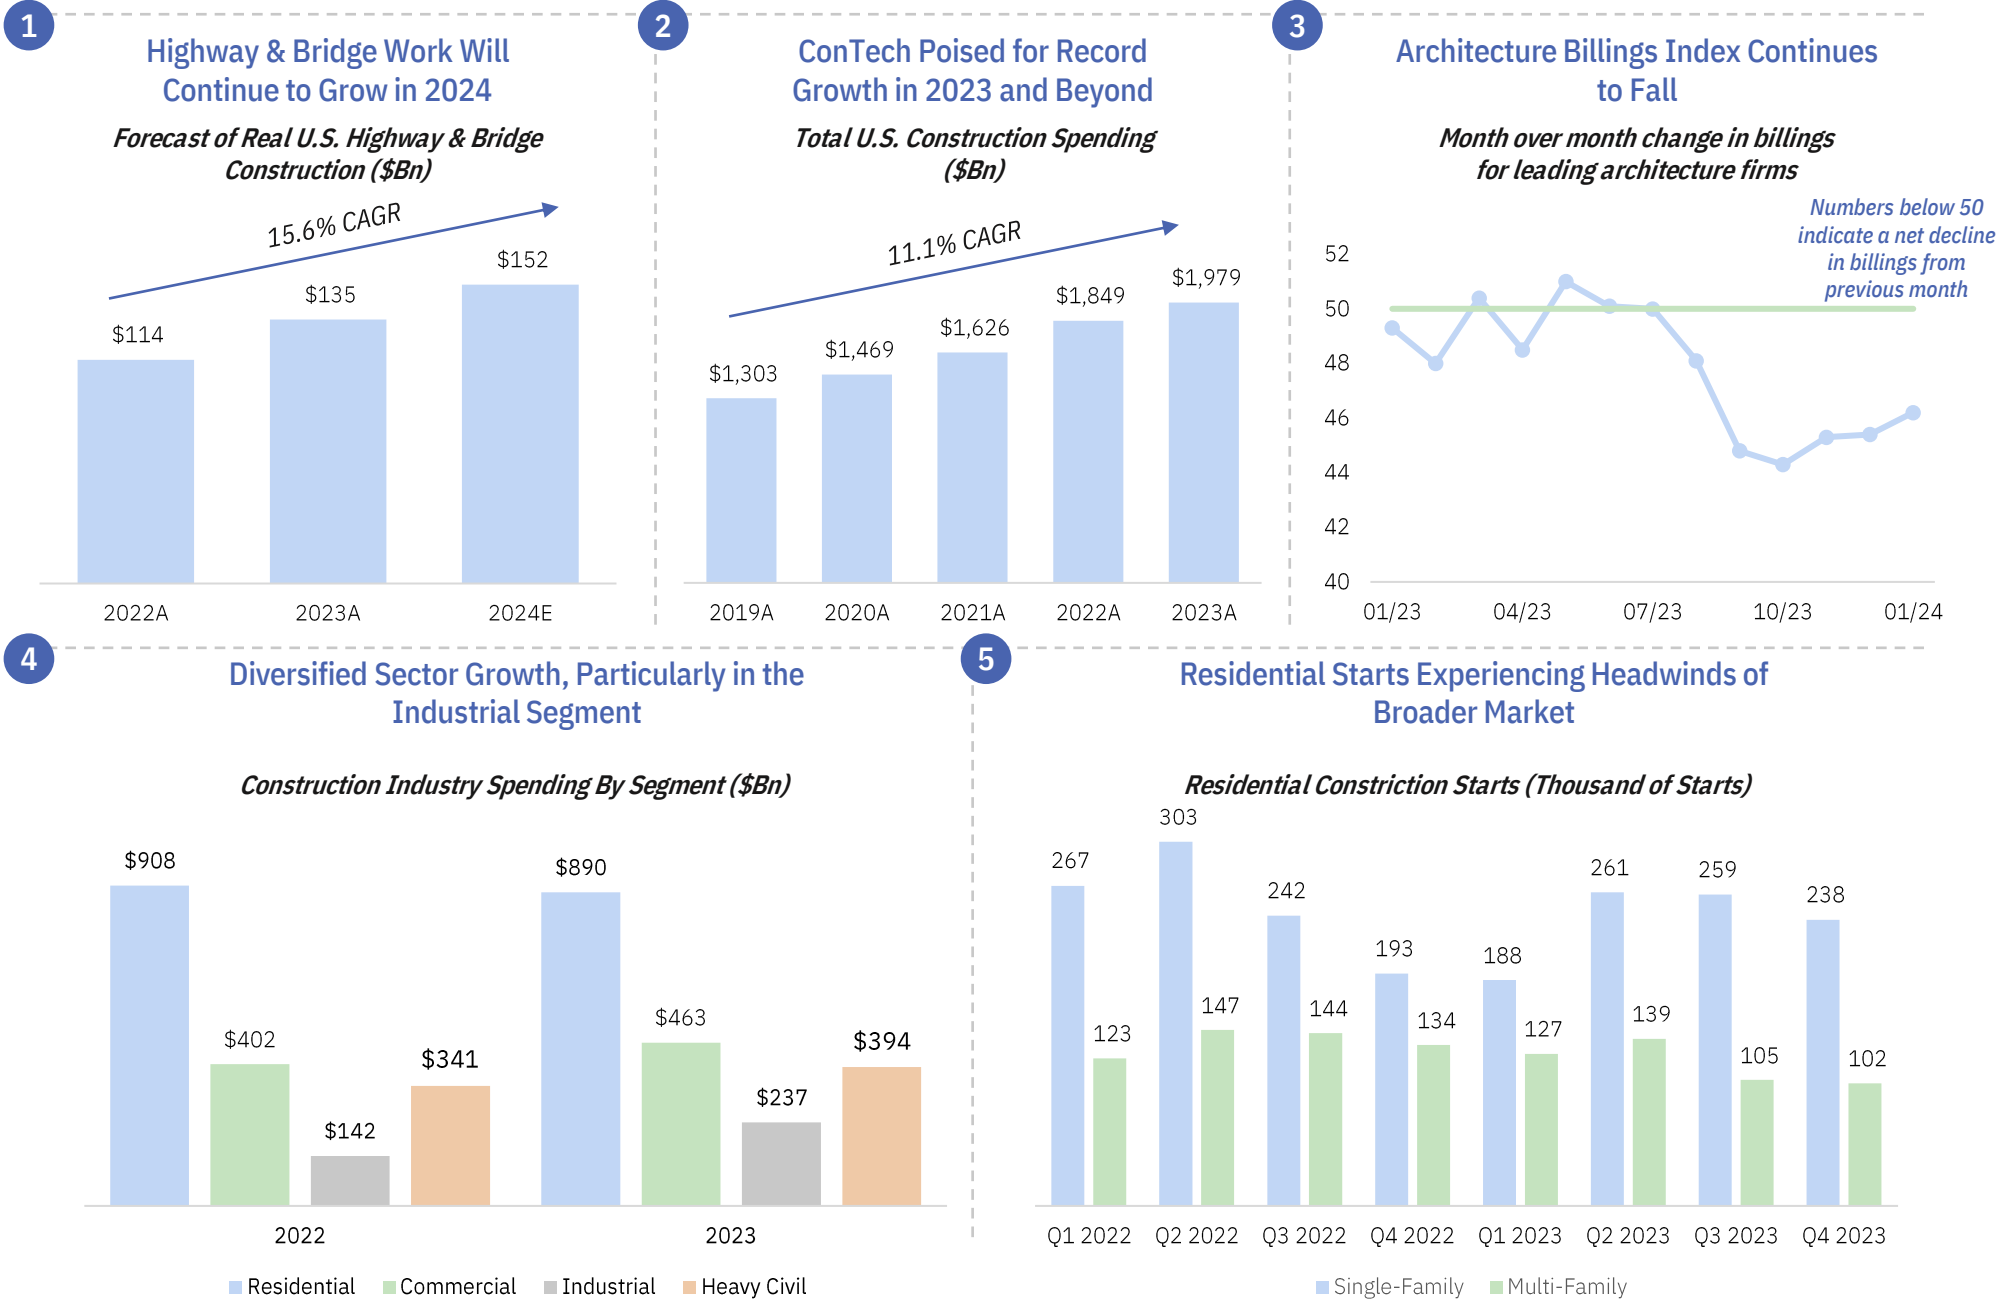 1
Highway & Bridge Work Will
Continue to Grow in 2024
Forecast of Real U.S. Highway & Bridge
Construction ($Bn)
15.6% CAGR
$114
$135
$152
2022A
2023A
2024E
2
ConTech Poised for Record
Growth in 2023 and Beyond
Total U.S. Construction Spending
($Bn)
11.1% CAGR
$1,303
$1,469
$1,626
$1,849
$1,979
2019A
2020A
2021A
2022A
2023A
3
Architecture Billings Index Continues
to Fall
Month over month change in billings
for leading architecture firms
Numbers below 50
indicate a net decline
in billings from
previous month
52
50
48
46
44
42
40
01/23
04/23
07/23
10/23
01/24
4
Diversified Sector Growth, Particularly in the
Industrial Segment
Construction Industry Spending By Segment ($Bn)
$908
$402
$142
$341
$890
$463
$237
$394
2022
2023
Residential
Commercial
Industrial
Heavy Civil
5
Residential Starts Experiencing Headwinds of
Broader Market
Residential Constriction Starts (Thousand of Starts)
267
123
303
147
242
144
193
134
188
127
261
139
259
105
238
102
Q1 2022
Q2 2022
Q3 2022
Q4 2022
Q1 2023
Q2 2023
Q3 2023
Q4 2023
Single-Family
Multi-Family